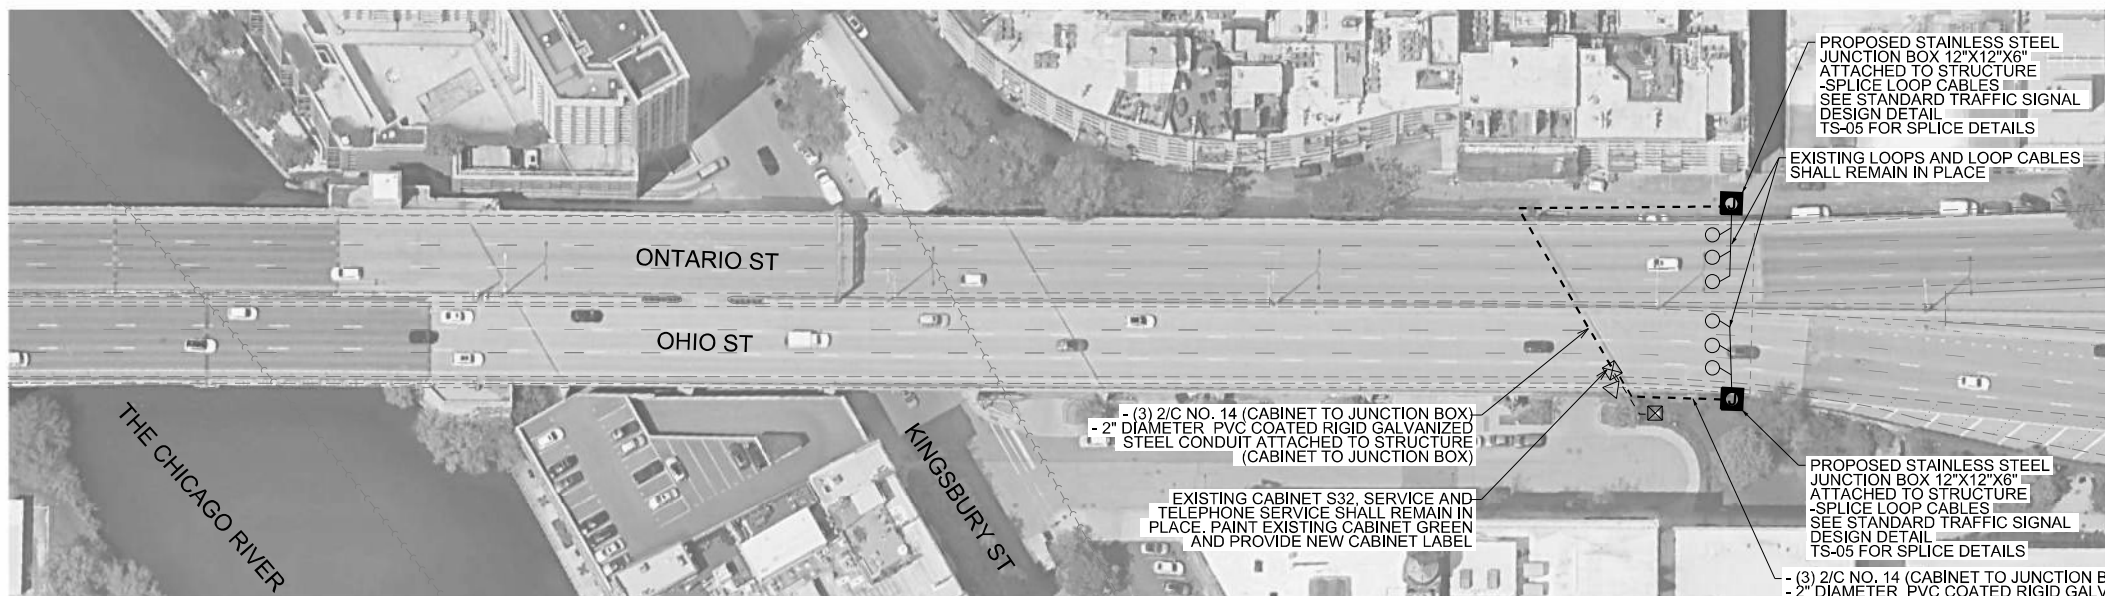 PROPOSED STAINLESS STEEL
JUNCTION BOX 12"X12"X6"
ATTACHED TO STRUCTURE
-SPLICE LOOP CABLES
SEE STANDARD TRAFFIC SIGNAL
DESIGN DETAIL
TS-05 FOR SPLICE DETAILS
EXISTING LOOPS AND LOOP CABLES
SHALL REMAIN IN PLACE
ONTARIO ST
OHIO ST
THE CHICAGO RIVER
KINGSBURY ST
- (3) 2/C NO. 14 (CABINET TO JUNCTION BOX)
- 2" DIAMETER PVC COATED RIGID GALVANIZED
STEEL CONDUIT ATTACHED TO STRUCTURE
(CABINET TO JUNCTION BOX)
EXISTING CABINET S32, SERVICE AND
TELEPHONE SERVICE SHALL REMAIN IN
PLACE. PAINT EXISTING CABINET GREEN
AND PROVIDE NEW CABINET LABEL
PROPOSED STAINLESS STEEL
JUNCTION BOX 12"X12"X6"
ATTACHED TO STRUCTURE
-SPLICE LOOP CABLES
SEE STANDARD TRAFFIC SIGNAL
DESIGN DETAIL
TS-05 FOR SPLICE DETAILS
- (3) 2/C NO. 14 (CABINET TO JUNCTION B
- 2" DIAMETER PVC COATED RIGID GALV